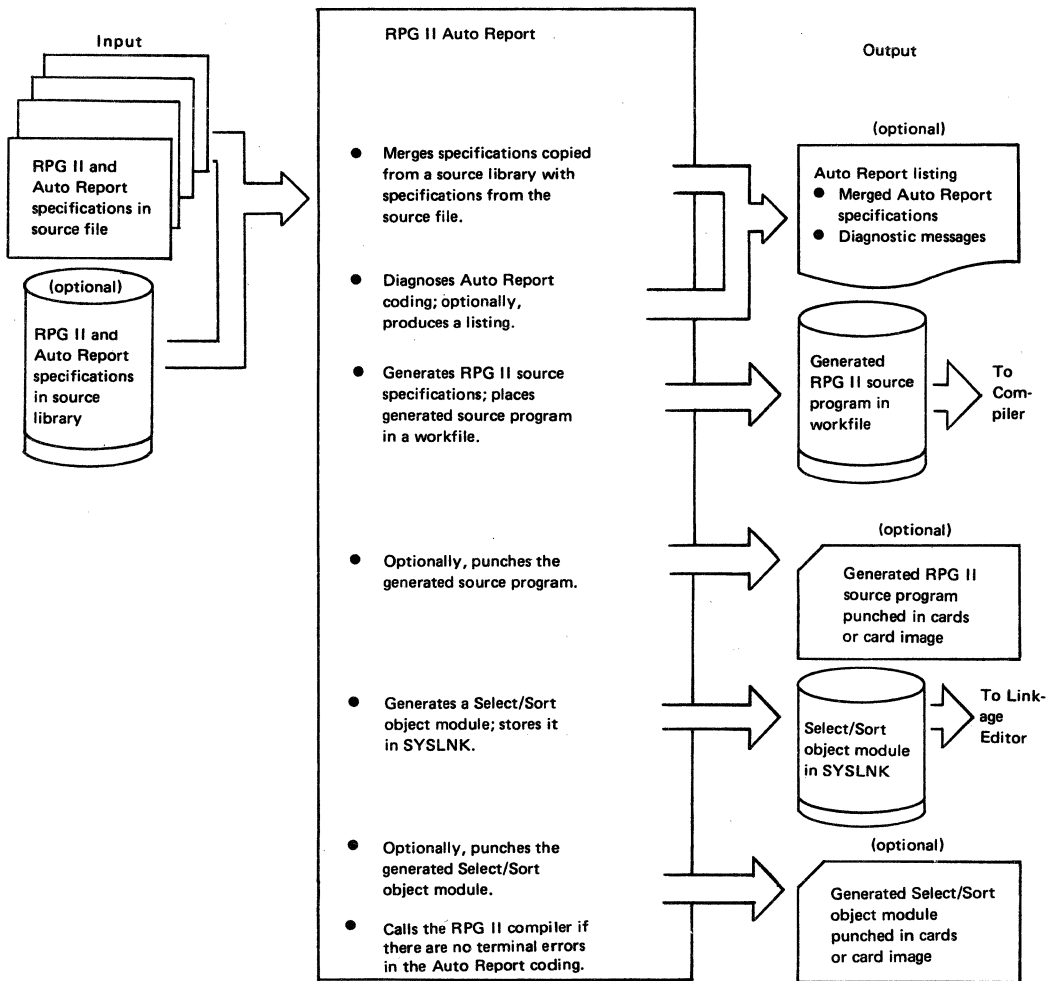 Input
RPG II and
Auto Report
specifications in
source file
(optional)
RPG II and
Auto Report
specifications
in source
library
RPG II Auto Report
● Merges specifications copied
from a source library with
specifications from the
source file.
● Diagnoses Auto Report
coding; optionally,
produces a listing.
● Generates RPG II source
specifications; places
generated source program
in a workfile.
● Optionally, punches the
generated source program.
● Generates a Select/Sort
object module; stores it
in SYSLNK.
● Optionally, punches the
generated Select/Sort
object module.
● Calls the RPG II compiler if
there are no terminal errors
in the Auto Report coding.
Output
(optional)
Auto Report listing
● Merged Auto Report
specifications
● Diagnostic messages
Generated
RPG II source
program in
workfile
To
Com-
piler
(optional)
Generated RPG II
source program
punched in cards
or card image
Select/Sort
object module
in SYSLNK
To Link-
age
Editor
(optional)
Generated Select/Sort
object module
punched in cards
or card image